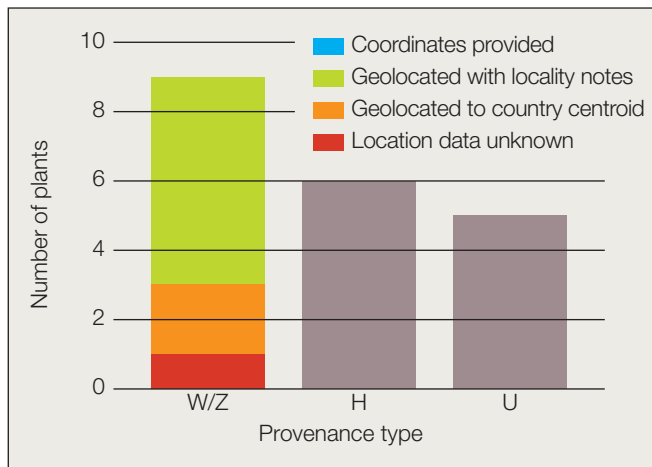 10
8
6
4
2
0
Number of plants
Coordinates provided
Geolocated with locality notes
Geolocated to country centroid
Location data unknown
W/Z H U
Provenance type